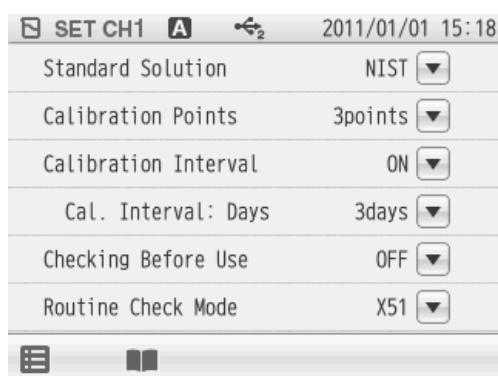 SET CH1 A 2 2011/01/01 15:18
Standard Solution NIST
Calibration Points 3points
Calibration Interval ON
Cal. Interval: Days 3days
Checking Before Use OFF
Routine Check Mode X51